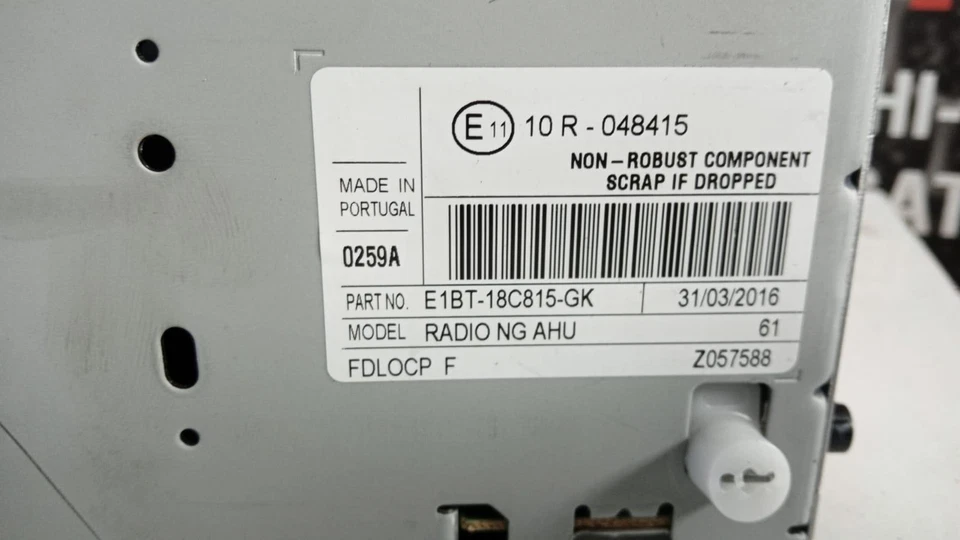 E11 10 R - 048415
NON-ROBUST COMPONENT
SCRAP IF DROPPED
MADE IN
PORTUGAL
0259A
PART NO. E1BT-18C815-GK 31/03/2016
MODEL RADIO NG AHU 61
FDLOCP F Z057588
HI-